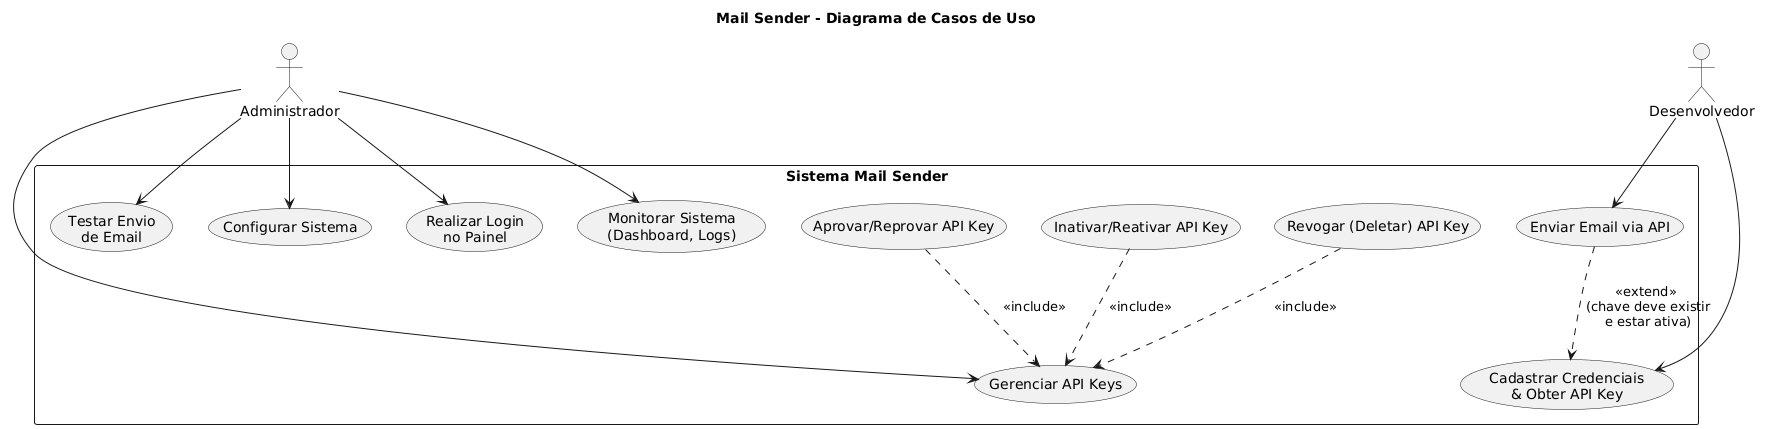 Mail Sender - Diagrama de Casos de Uso
Administrador
Desenvolvedor
Sistema Mail Sender
Testar Envio
de Email
Configurar Sistema
Realizar Login
no Painel
Monitorar Sistema
(Dashboard, Logs)
Aprovar/Reprovar API Key
Inativar/Reativar API Key
Revogar (Deletar) API Key
Enviar Email via API
«include»
«include»
«include»
«extend»
(chave deve existir
e estar ativa)
Gerenciar API Keys
Cadastrar Credenciais
& Obter API Key